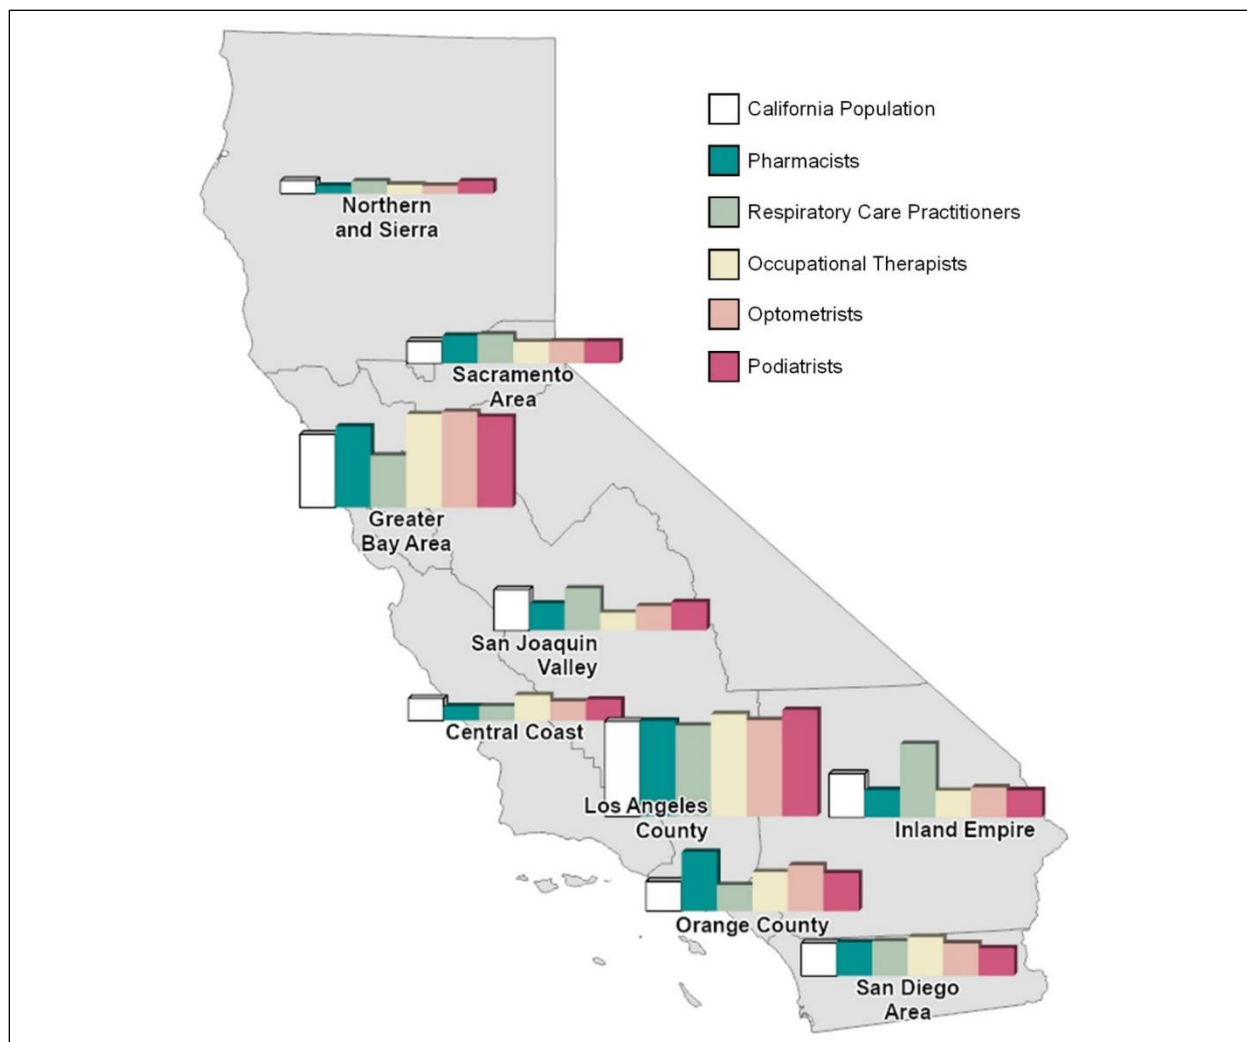 California Population
Pharmacists
Respiratory Care Practitioners
Occupational Therapists
Optometrists
Podiatrists
Northern
and Sierra
Sacramento
Area
Greater
Bay Area
San Joaquin
Valley
Central Coast
Los Angeles
County
Inland Empire
Orange County
San Diego
Area